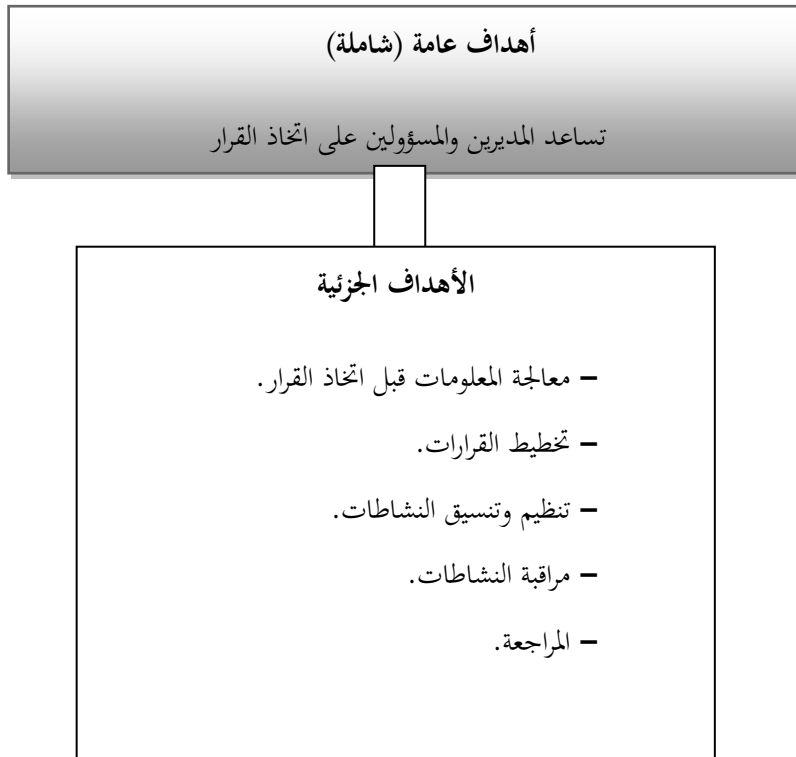 أهداف عامة (شاملة)
تساعد المديرين والمسؤولين على اتخاذ القرار
الأهداف الجزئية
– معالجة المعلومات قبل اتخاذ القرار.
– تخطيط القرارات.
– تنظيم وتنسيق النشاطات.
– مراقبة النشاطات.
– المراجعة.